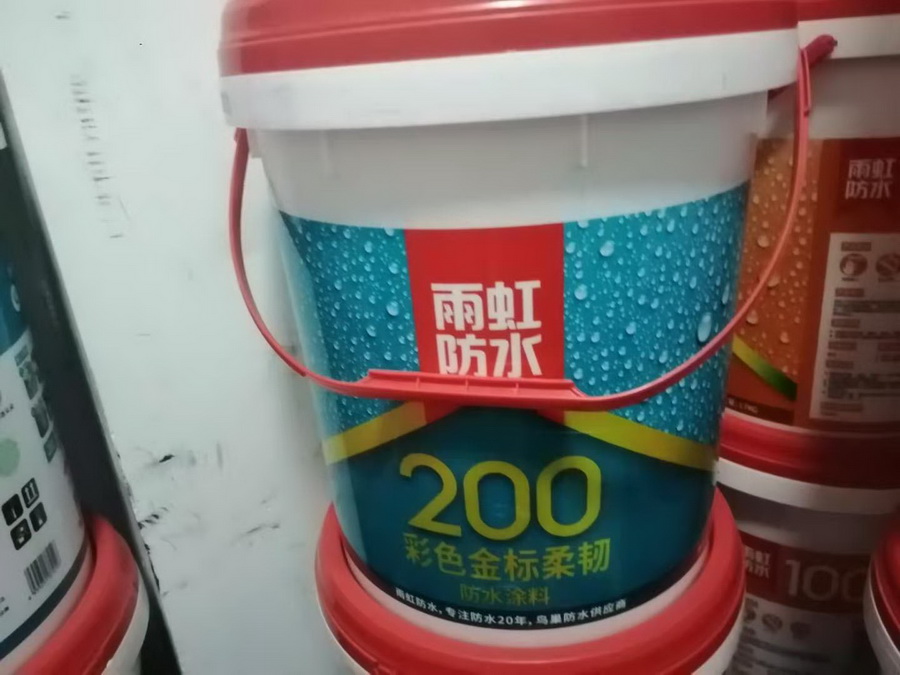 雨虹
防水
200
彩色金标柔韧
防水涂料
雨虹防水，专注防水20年，鸟巢防水供应商
雨虹
防水
雨虹
防水
100